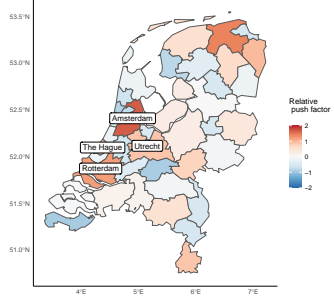 53.5°N
53.0°N
52.5°N
52.0°N
51.5°N
51.0°N
Amsterdam
The Hague
Utrecht
Rotterdam
4°E
5°E
6°E
7°E
Relative
push factor
2
1
0
−1
−2